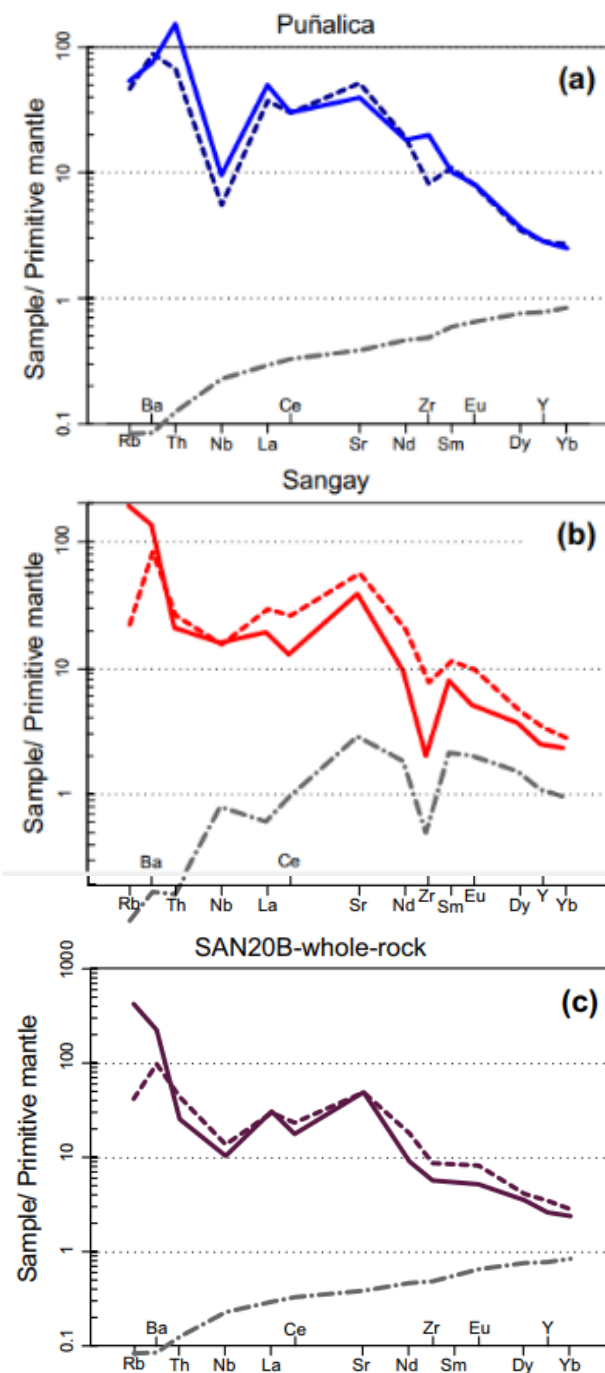 Puñalica
(a)
Sample/ Primitive mantle
100
10
1
0.1
Ba Ce Zr Eu Y
Rb Th Nb La Sr Nd Sm Dy Yb
Sangay
(b)
Sample/ Primitive mantle
100
10
1
Ba Ce
Rb Th Nb La Sr Nd Zr Sm Eu Dy Y Yb
SAN20B-whole-rock
(c)
Sample/ Primitive mantle
1000
100
10
1
0.1
Ba Ce Zr Eu Y
Rb Th Nb La Sr Nd Sm Dy Yb